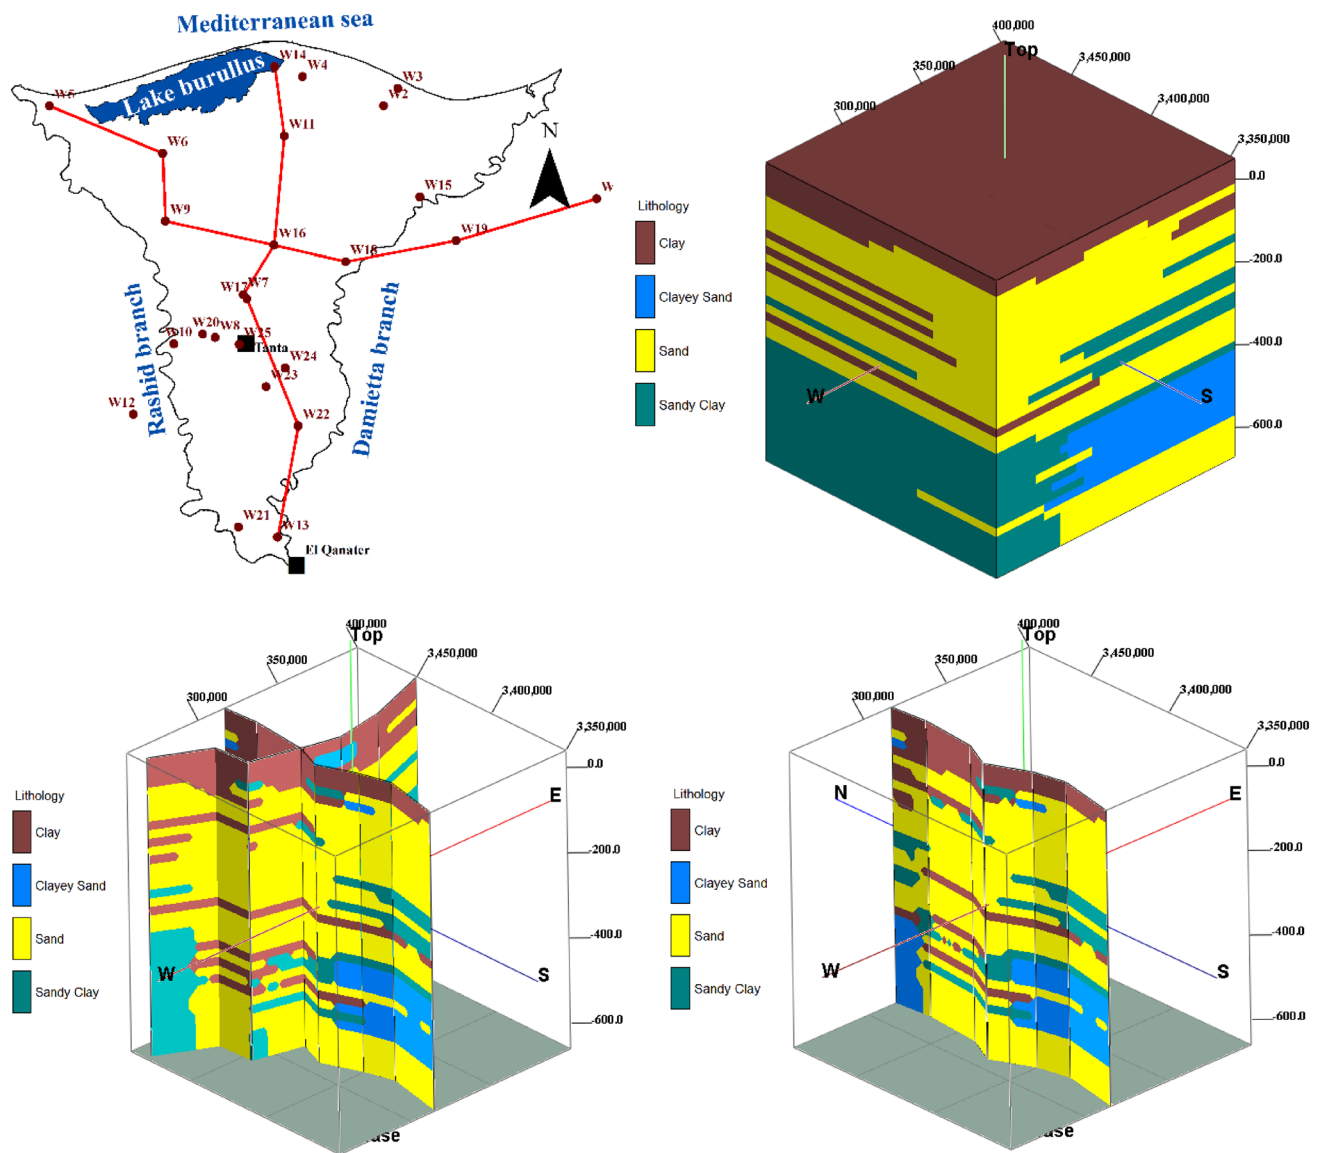 Mediterranean sea
W14
W4
Lake burullus
W3
W5
W2
W11
N
W6
W15
W
W9
W16
W19
W18
W17
W7
Rashid branch
Damietta branch
W20
W8
W25
W10
Tanta
W24
W23
W12
W22
W21
W13
El Qanater
400,000
Top
350,000
3,450,000
300,000
3,400,000
3,350,000
0.0
-200.0
-400.0
-600.0
W
S
Lithology
Clay
Clayey Sand
Sand
Sandy Clay
400,000
Top
350,000
3,450,000
300,000
3,400,000
3,350,000
0.0
-200.0
-400.0
-600.0
E
W
S
Lithology
Clay
Clayey Sand
Sand
Sandy Clay
ase
400,000
Top
350,000
3,450,000
300,000
3,400,000
3,350,000
0.0
-200.0
-400.0
-600.0
N
E
W
S
Lithology
Clay
Clayey Sand
Sand
Sandy Clay
ase